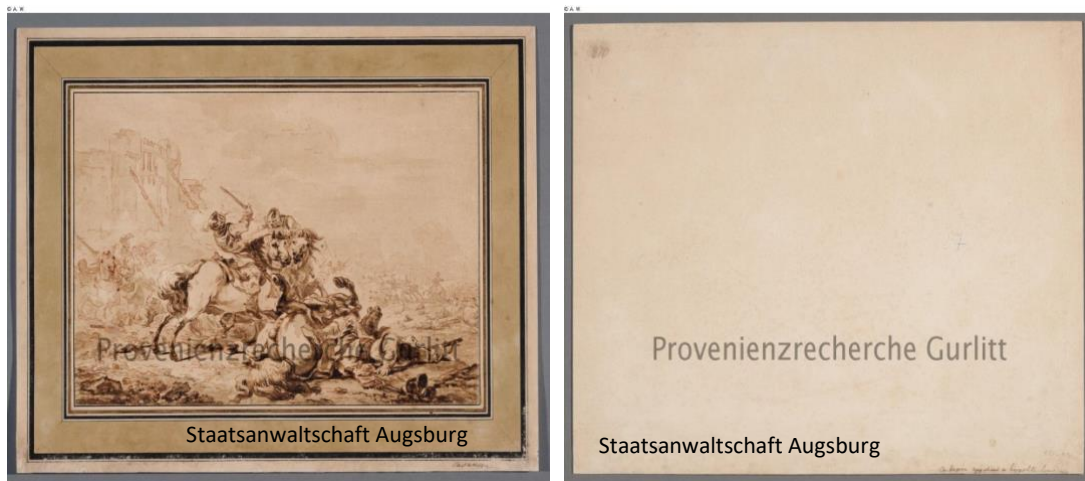 © A. W.
Provenienzrecherche Gurlitt
Staatsanwaltschaft Augsburg
© A. W.
Provenienzrecherche Gurlitt
Staatsanwaltschaft Augsburg